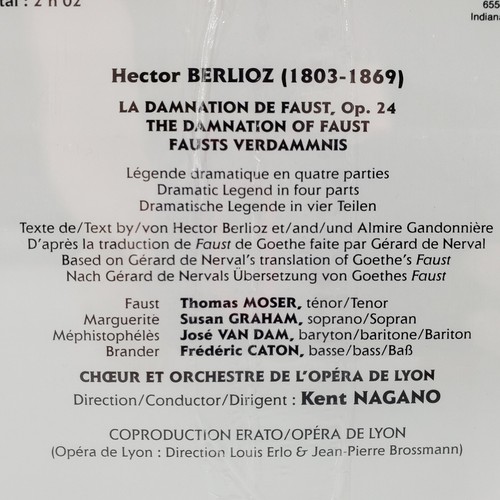 tal : 2 h 02
655
Indiana
Hector BERLIOZ (1803-1869)
LA DAMNATION DE FAUST, Op. 24
THE DAMNATION OF FAUST
FAUSTS VERDAMMNIS
Légende dramatique en quatre parties
Dramatic Legend in four parts
Dramatische Legende in vier Teilen
Texte de/Text by/von Hector Berlioz et/and/und Almire Gandonnière
D'après la traduction de Faust de Goethe faite par Gérard de Nerval
Based on Gérard de Nerval's translation of Goethe's Faust
Nach Gérard de Nervals Übersetzung von Goethes Faust
Faust Thomas MOSER, ténor/Tenor
Marguerite Susan GRAHAM, soprano/Sopran
Méphistophélès José VAN DAM, baryton/baritone/Bariton
Brander Frédéric CATON, basse/bass/Baß
CHŒUR ET ORCHESTRE DE L'OPÉRA DE LYON
Direction/Conductor/Dirigent : Kent NAGANO
COPRODUCTION ERATO/OPÉRA DE LYON
(Opéra de Lyon : Direction Louis Erlo & Jean-Pierre Brossmann)